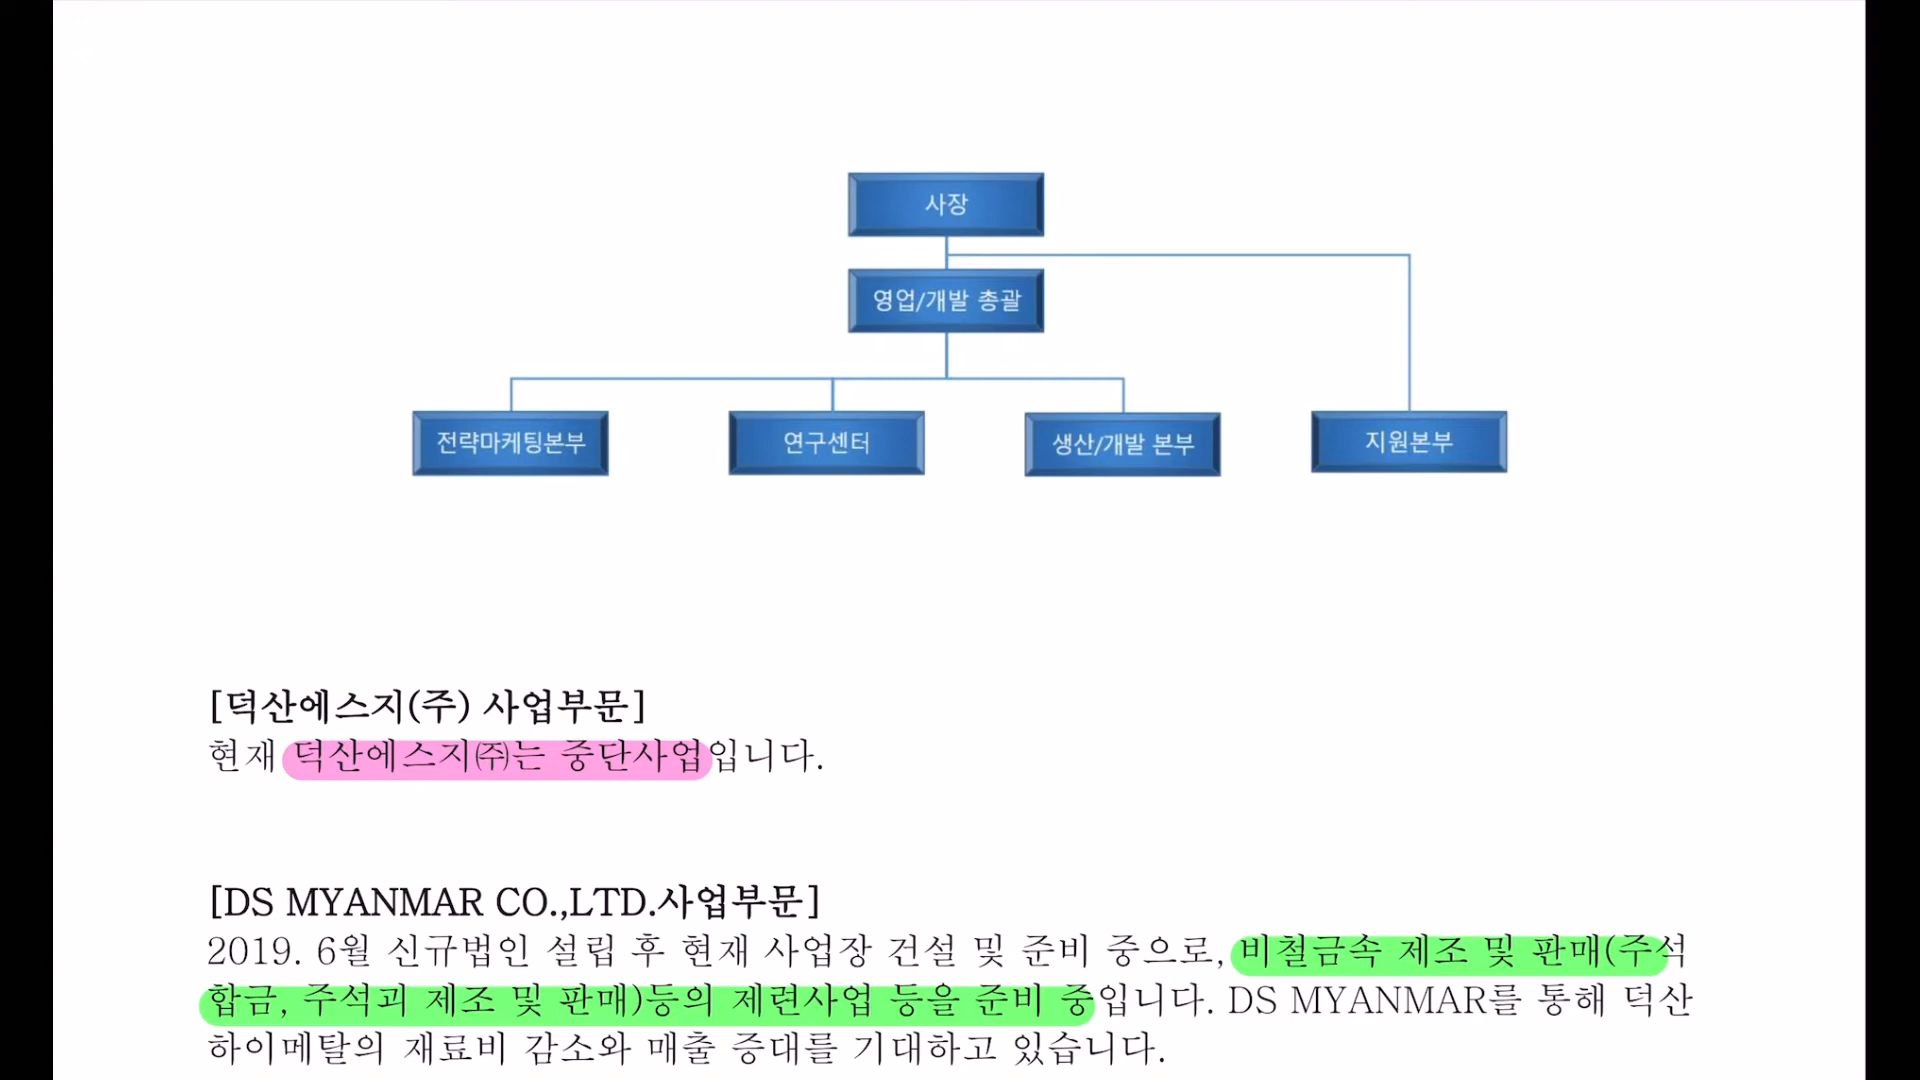 사장
영업/개발 총괄
전략마케팅본부
연구센터
생산/개발 본부
지원본부
[덕산에스지(주) 사업부문]
현재 덕산에스지㈜는 중단사업입니다.
[DS MYANMAR CO.,LTD.사업부문]
2019. 6월 신규법인 설립 후 현재 사업장 건설 및 준비 중으로, 비철금속 제조 및 판매(주석
합금, 주석괴 제조 및 판매)등의 제련사업 등을 준비 중입니다. DS MYANMAR를 통해 덕산
하이메탈의 재료비 감소와 매출 증대를 기대하고 있습니다.